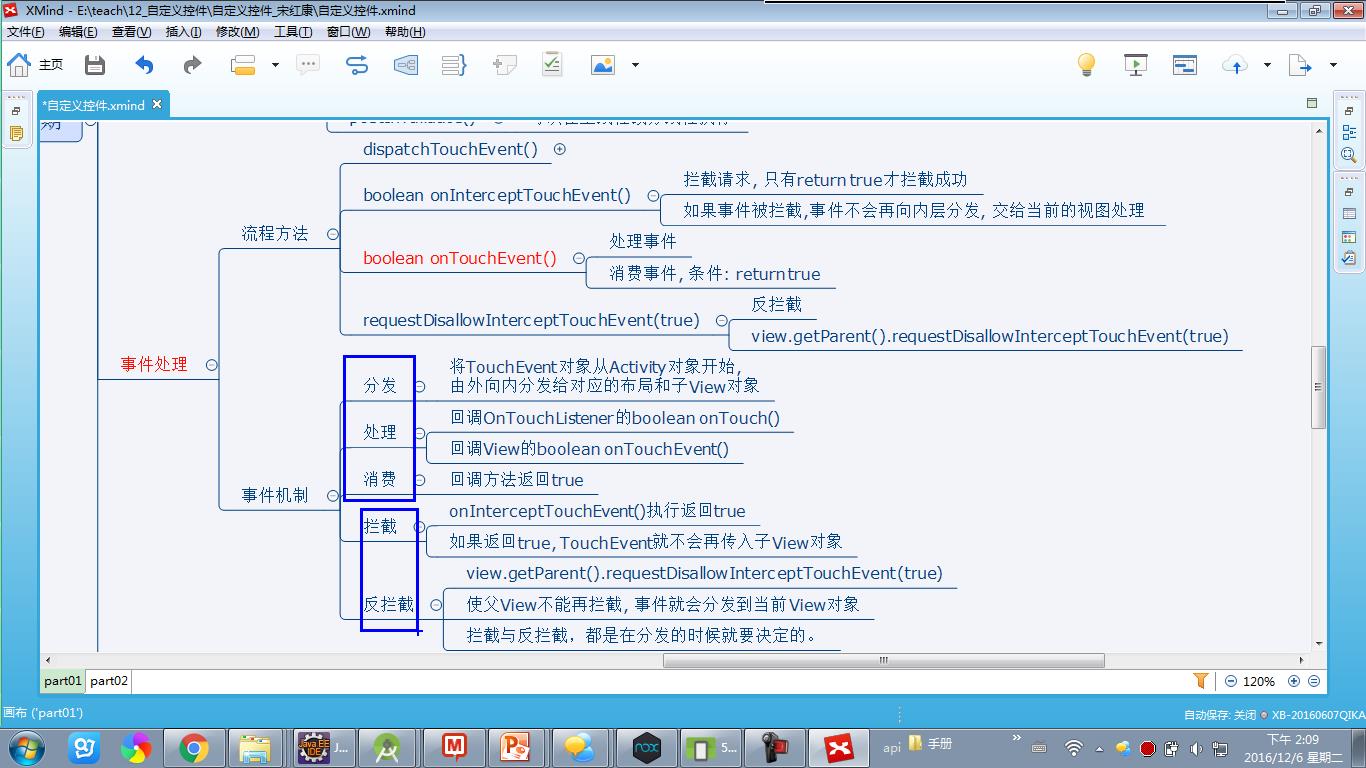 XMind - E:\teach\12_自定义控件\自定义控件_宋红康\自定义控件.xmind
文件(F) 编辑(E) 查看(V) 插入(I) 修改(M) 工具(T) 窗口(W) 帮助(H)
主页
*自定义控件.xmind
dispatchTouchEvent()
boolean onInterceptTouchEvent()
拦截请求, 只有return true才拦截成功
如果事件被拦截,事件不会再向内层分发, 交给当前的视图处理
流程方法
boolean onTouchEvent()
处理事件
消费事件, 条件: return true
requestDisallowInterceptTouchEvent(true)
反拦截
view.getParent().requestDisallowInterceptTouchEvent(true)
事件处理
分发
将TouchEvent对象从Activity对象开始,
由外向内分发给对应的布局和子View对象
处理
回调OnTouchListener的boolean onTouch()
回调View的boolean onTouchEvent()
消费
回调方法返回true
事件机制
拦截
onInterceptTouchEvent()执行返回true
如果返回true, TouchEvent就不会再传入子View对象
反拦截
view.getParent().requestDisallowInterceptTouchEvent(true)
使父View不能再拦截, 事件就会分发到当前View对象
拦截与反拦截，都是在分发的时候就要决定的。
part01 part02
120%
画布 ('part01')
自动保存: 关闭 XB-20160607QIKA
Java EE IDE
J...
5...
api 手册
下午 2:09
2016/12/6 星期二